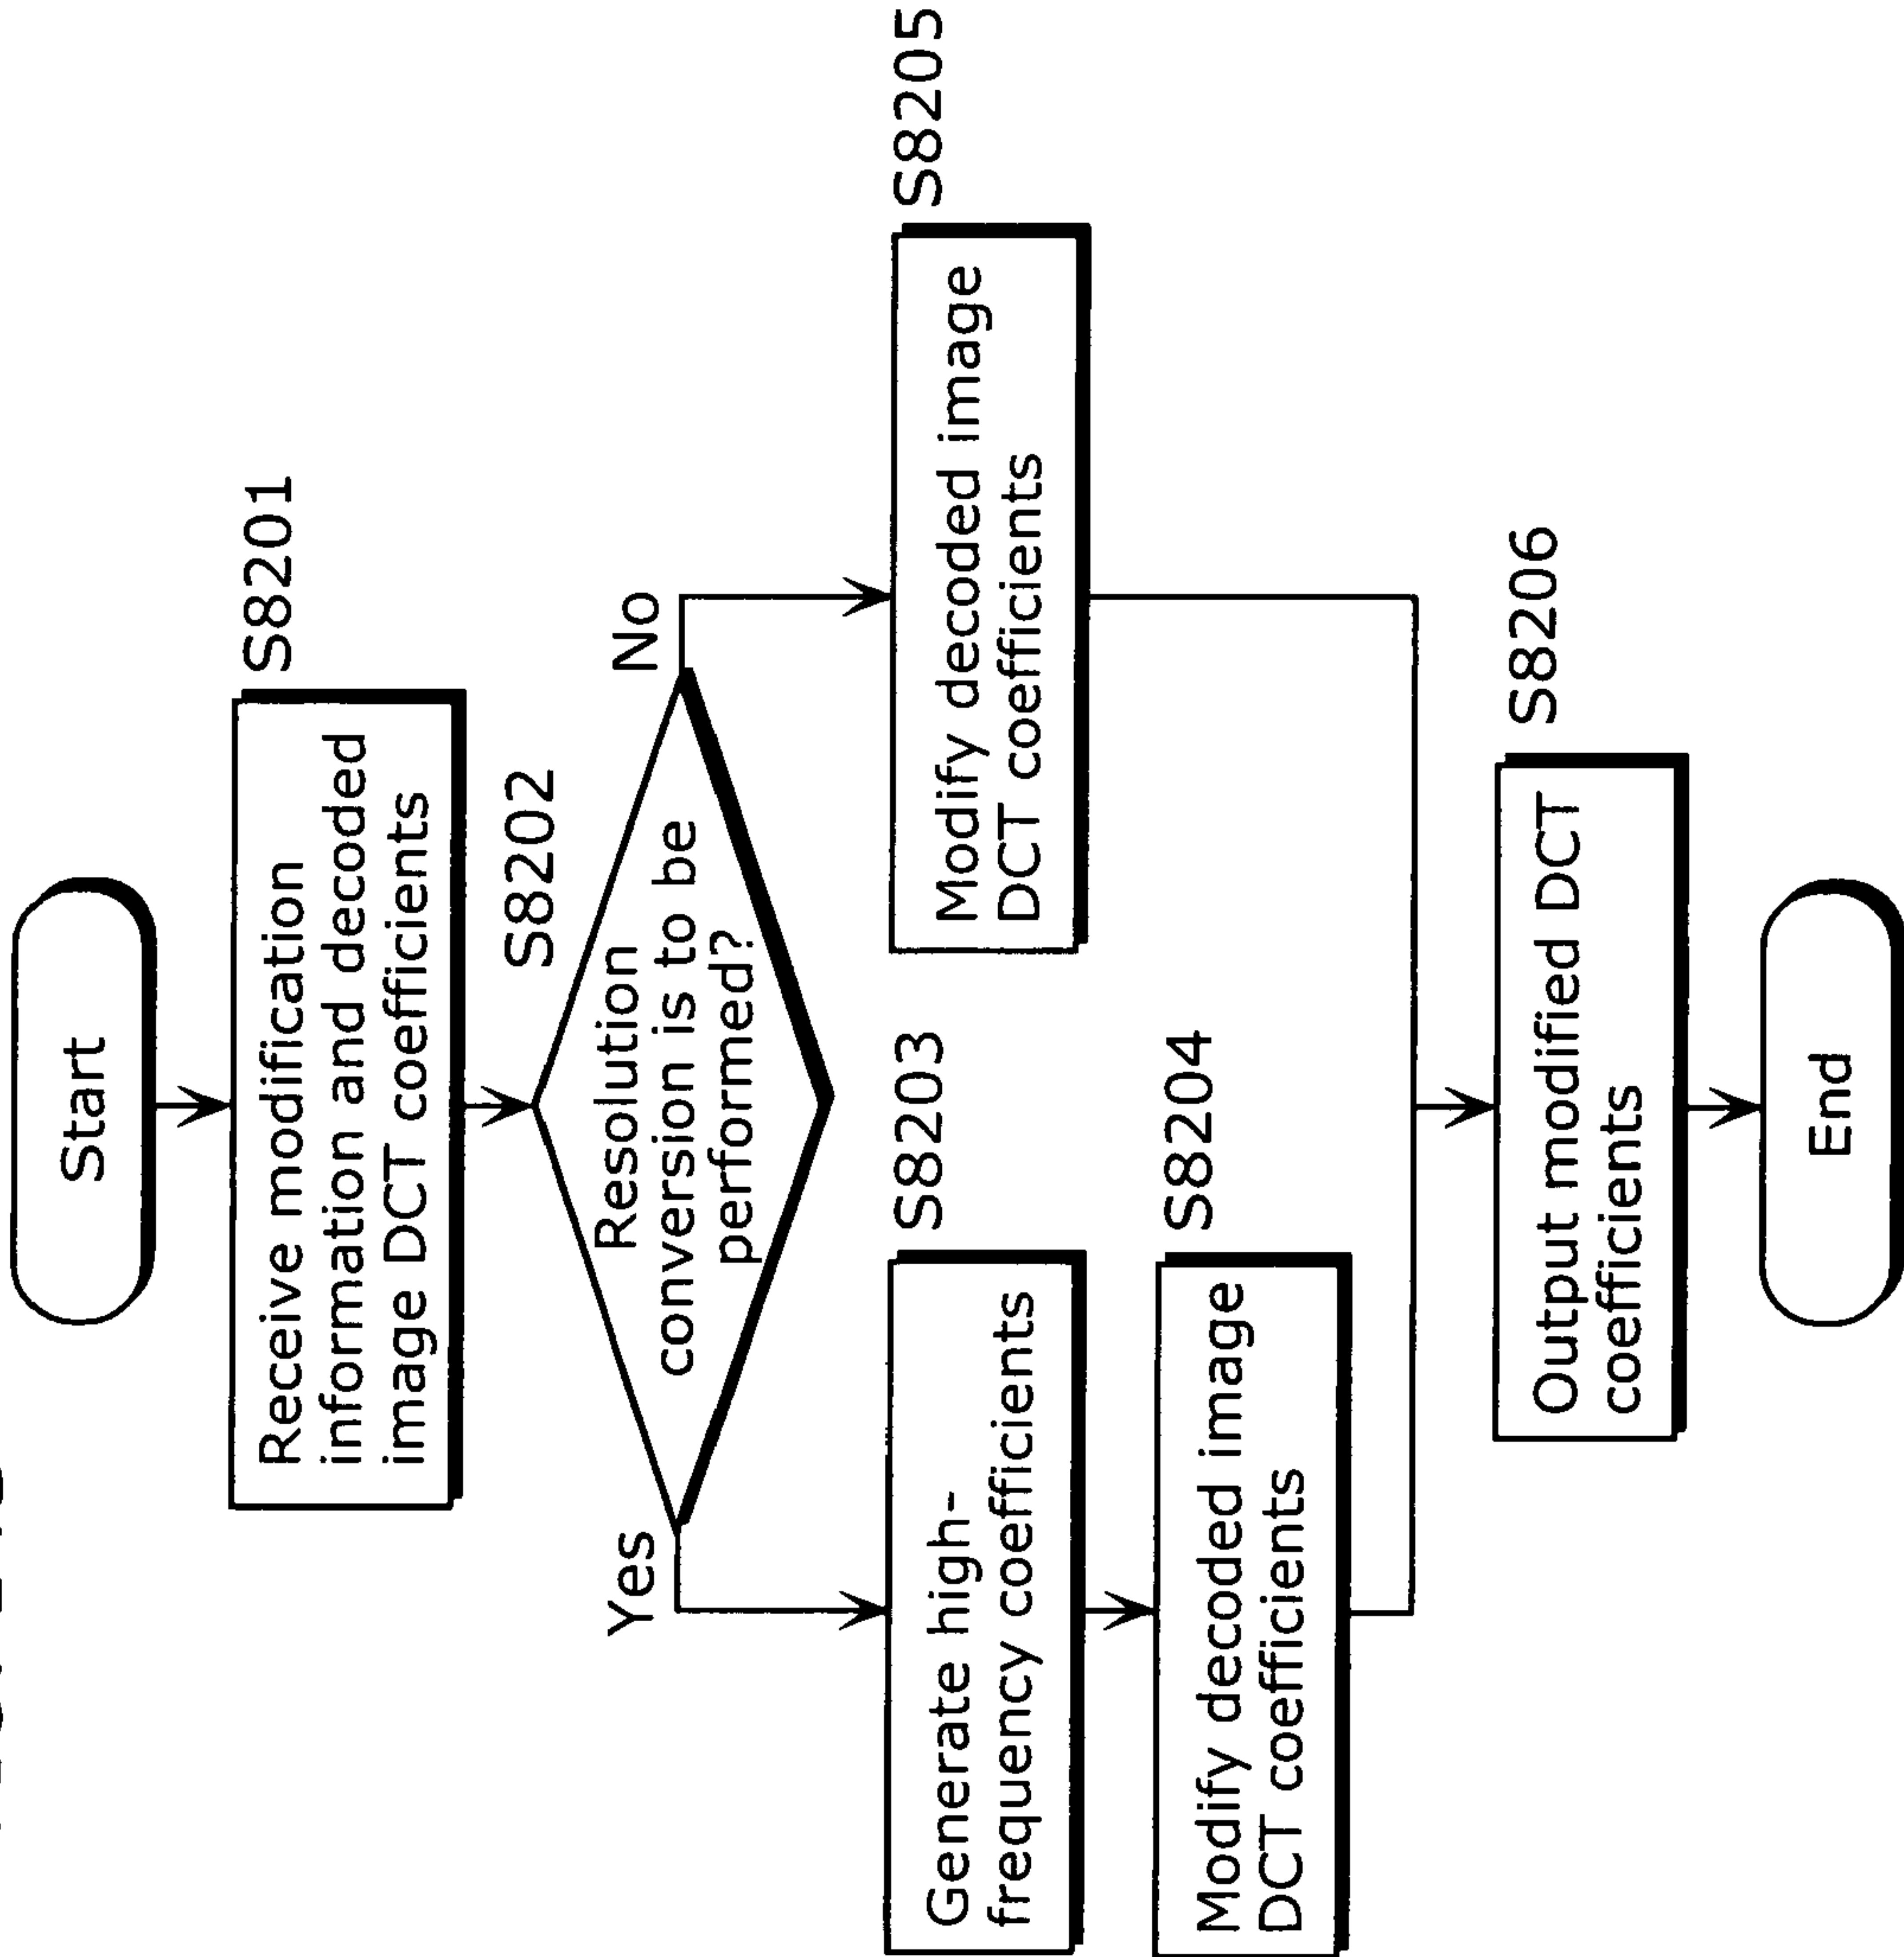 Start
S8201
Receive modification
information and decoded
image DCT coefficients
S8202
Resolution
conversion is to be
performed?
Yes
No
S8203
Generate high-
frequency coefficients
S8204
Modify decoded image
DCT coefficients
S8205
Modify decoded image
DCT coefficients
S8206
Output modified DCT
coefficients
End